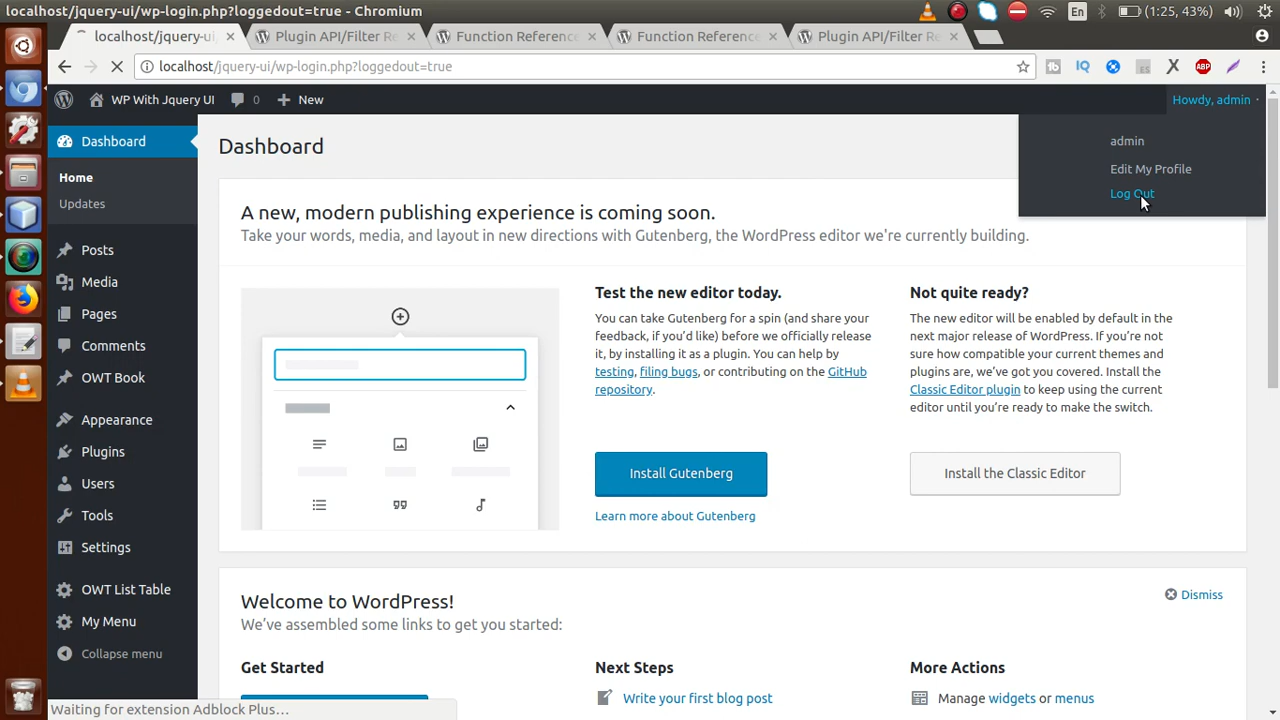 localhost/jquery-ui/wp-login.php?loggedout=true - Chromium
En (1:25, 43%)
localhost/jquery-ui/ Plugin API/Filter Re Function Reference Function Reference Plugin API/Filter Re
localhost/jquery-ui/wp-login.php?loggedout=true
IQ
ABP
WP With Jquery UI 0 New Howdy, admin
admin
Edit My Profile
Log Out
Dashboard
Home
Updates
Posts
Media
Pages
Comments
OWT Book
Appearance
Plugins
Users
Tools
Settings
OWT List Table
My Menu
Collapse menu
Dashboard
A new, modern publishing experience is coming soon.
Take your words, media, and layout in new directions with Gutenberg, the WordPress editor we're currently building.
Test the new editor today.
You can take Gutenberg for a spin (and share your
feedback, if you'd like) before we officially release
it, by installing it as a plugin. You can help by
testing, filing bugs, or contributing on the GitHub
repository.
Install Gutenberg
Learn more about Gutenberg
Not quite ready?
The new editor will be enabled by default in the
next major release of WordPress. If you're not
sure how compatible your current themes and
plugins are, we've got you covered. Install the
Classic Editor plugin to keep using the current
editor until you're ready to make the switch.
Install the Classic Editor
Welcome to WordPress!
We've assembled some links to get you started:
Dismiss
Get Started
Next Steps
Write your first blog post
More Actions
Manage widgets or menus
Waiting for extension Adblock Plus...